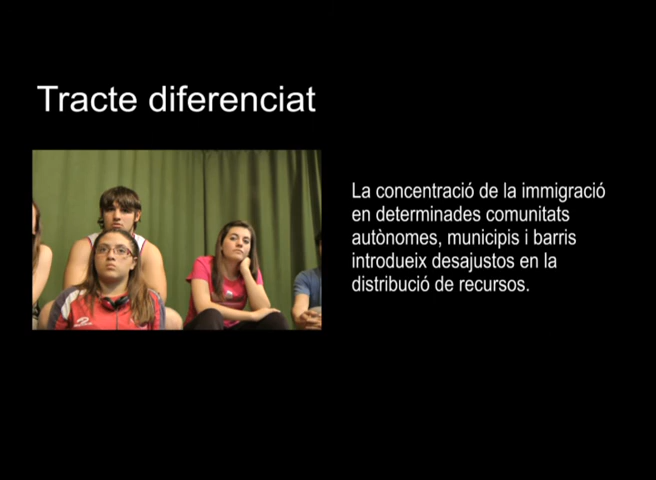 Tracte diferenciat
La concentració de la immigració
en determinades comunitats
autònomes, municipis i barris
introdueix desajustos en la
distribució de recursos.